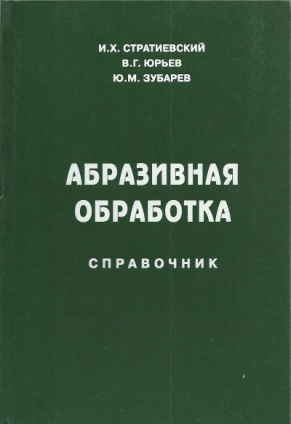 И.Х. СТРАТИЕВСКИЙ
В.Г. ЮРЬЕВ
Ю.М. ЗУБАРЕВ
АБРАЗИВНАЯ
ОБРАБОТКА
СПРАВОЧНИК